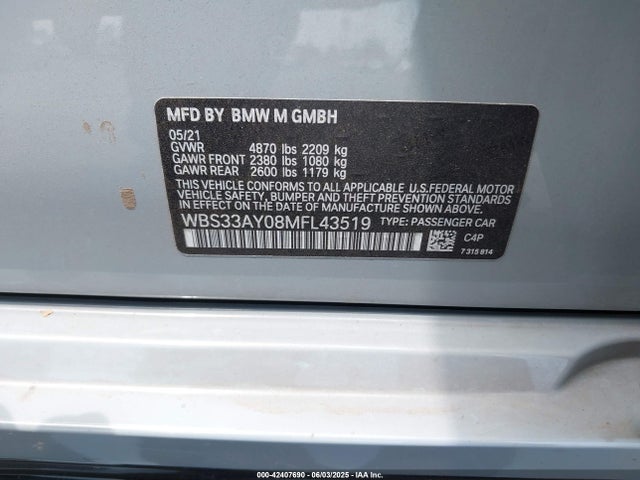 MFD BY BMW M GMBH
05/21
GVWR 4870 lbs 2209 kg
GAWR FRONT 2380 lbs 1080 kg
GAWR REAR 2600 lbs 1179 kg
THIS VEHICLE CONFORMS TO ALL APPLICABLE U.S.FEDERAL MOTOR
VEHICLE SAFETY, BUMPER AND THEFT PREVENTION STANDARDS
IN EFFECT ON THE DATE OF MANUFACTURE SHOWN ABOVE.
WBS33AY08MFL43519 TYPE: PASSENGER CAR
C4P
7 315 814
000-42407690 - 06/03/2025 - IAA Inc.